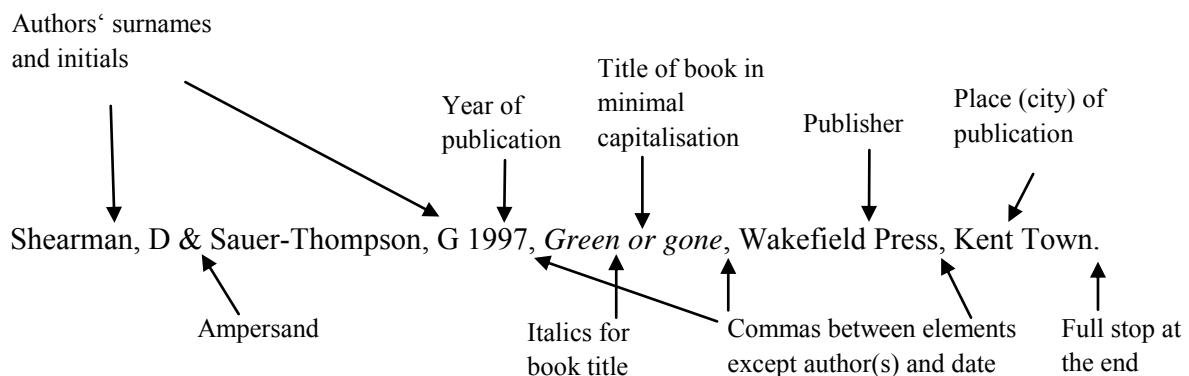 Authors‘ surnames
and initials
Year of
publication
Title of book in
minimal
capitalisation
Publisher
Place (city) of
publication
Shearman, D & Sauer-Thompson, G 1997, Green or gone, Wakefield Press, Kent Town.
Ampersand
Italics for
book title
Commas between elements
except author(s) and date
Full stop at
the end